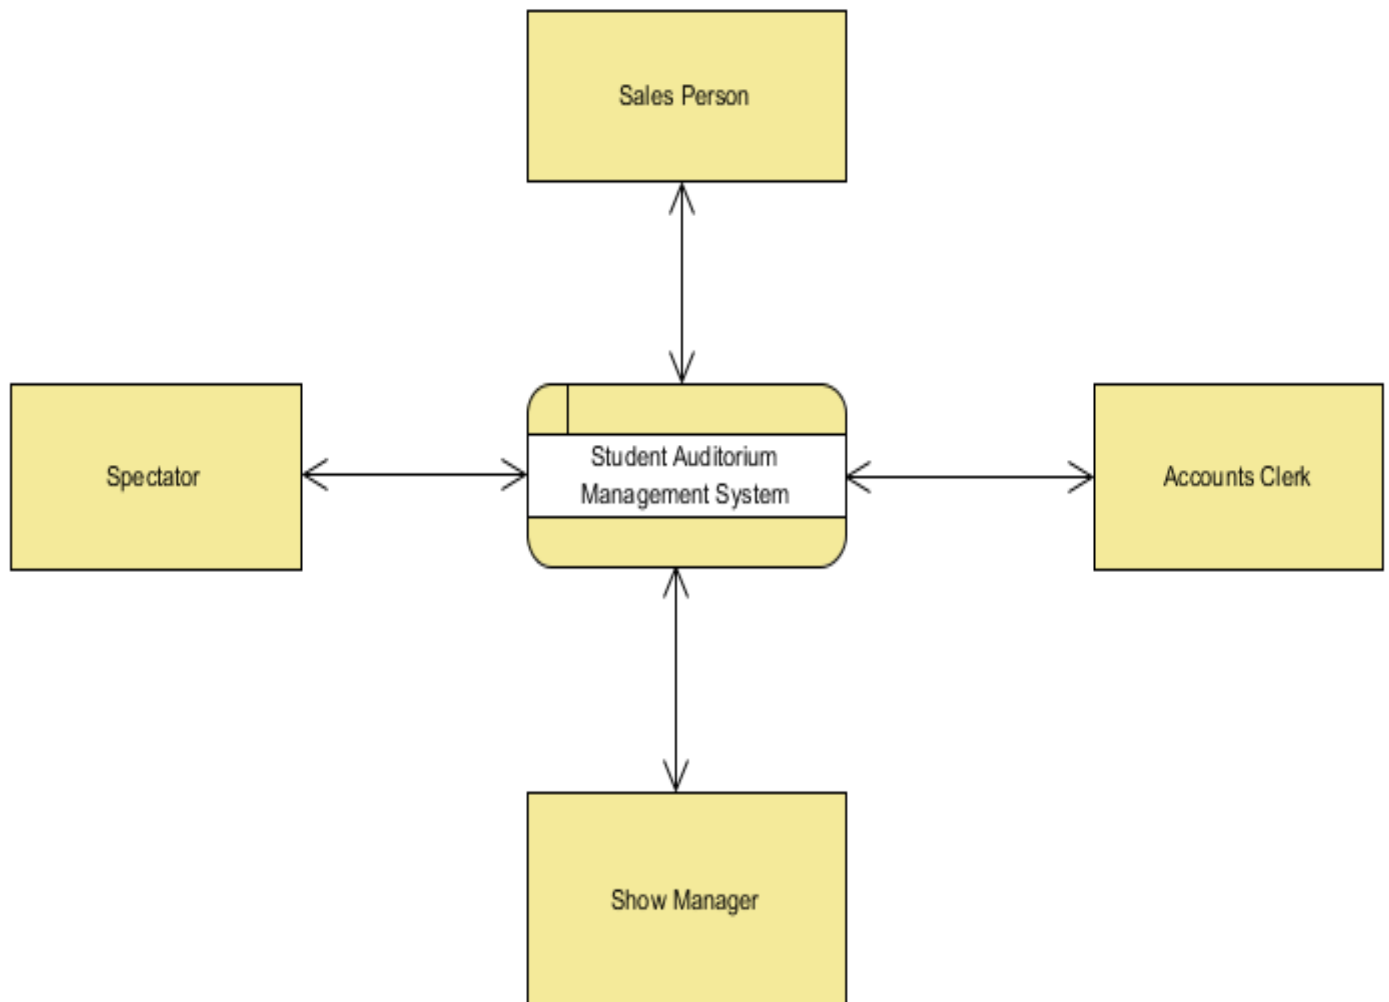 Sales Person
Spectator
Student Auditorium
Management System
Accounts Clerk
Show Manager